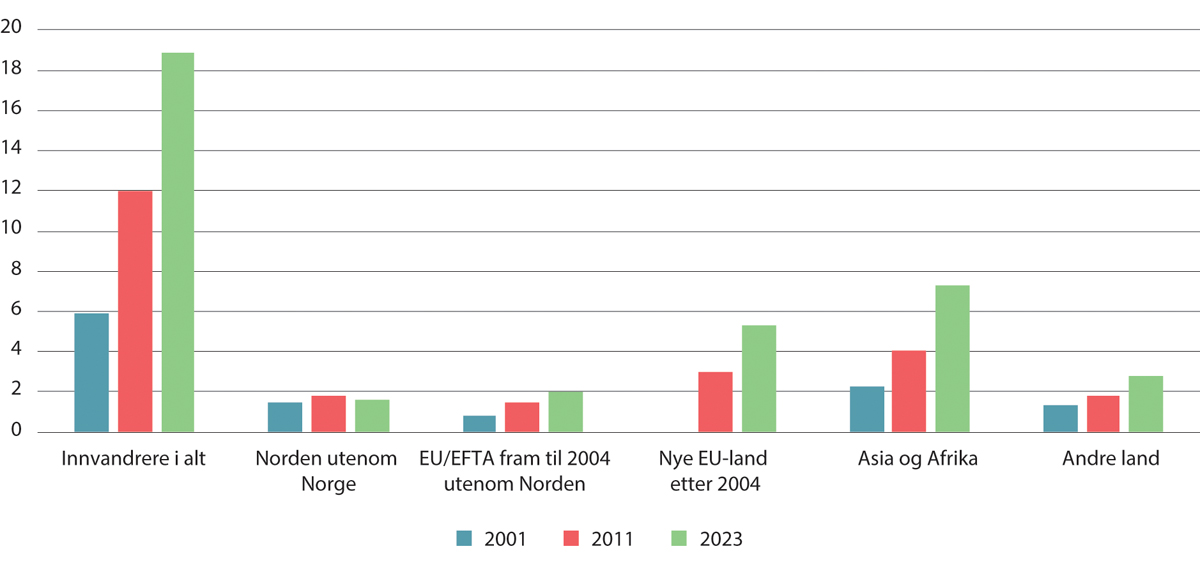 20
18
16
14
12
10
8
6
4
2
0
Innvandrere i alt
Norden utenom
Norge
EU/EFTA fram til 2004
utenom Norden
Nye EU-land
etter 2004
Asia og Afrika
Andre land
2001
2011
2023